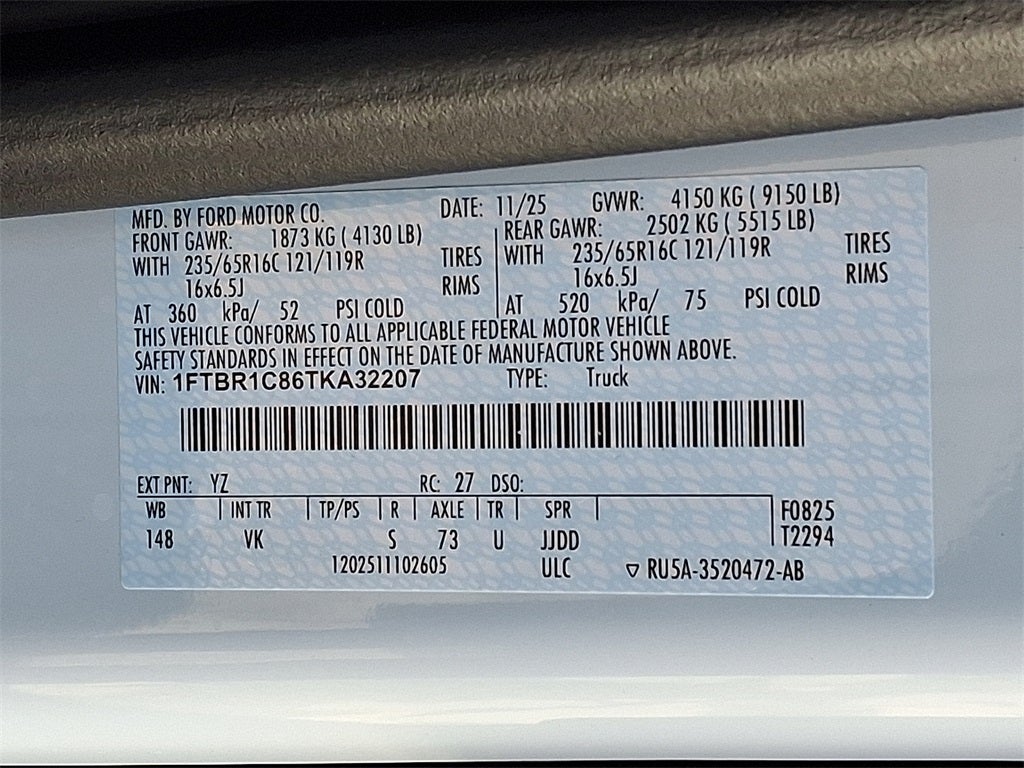 MFD. BY FORD MOTOR CO. DATE: 11/25 GVWR: 4150 KG ( 9150 LB)
FRONT GAWR: 1873 KG ( 4130 LB) REAR GAWR: 2502 KG ( 5515 LB)
WITH 235/65R16C 121/119R TIRES WITH 235/65R16C 121/119R TIRES
16x6.5J RIMS 16x6.5J RIMS
AT 360 kPa/ 52 PSI COLD AT 520 kPa/ 75 PSI COLD
THIS VEHICLE CONFORMS TO ALL APPLICABLE FEDERAL MOTOR VEHICLE
SAFETY STANDARDS IN EFFECT ON THE DATE OF MANUFACTURE SHOWN ABOVE.
VIN: 1FTBR1C86TKA32207 TYPE: Truck
EXT PNT: YZ RC: 27 DSO:
WB INT TR TP/PS R AXLE TR SPR F0825
148 VK S 73 U JJDD T2294
1202511102605 ULC ▽ RU5A-3520472-AB